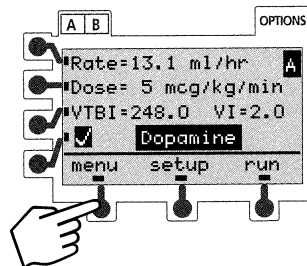 A B
OPTIONS
Rate=13.1 ml/hr A
Dose= 5 mcg/kg/min
VTBI=248.0 VI=2.0
Dopamine
menu setup run